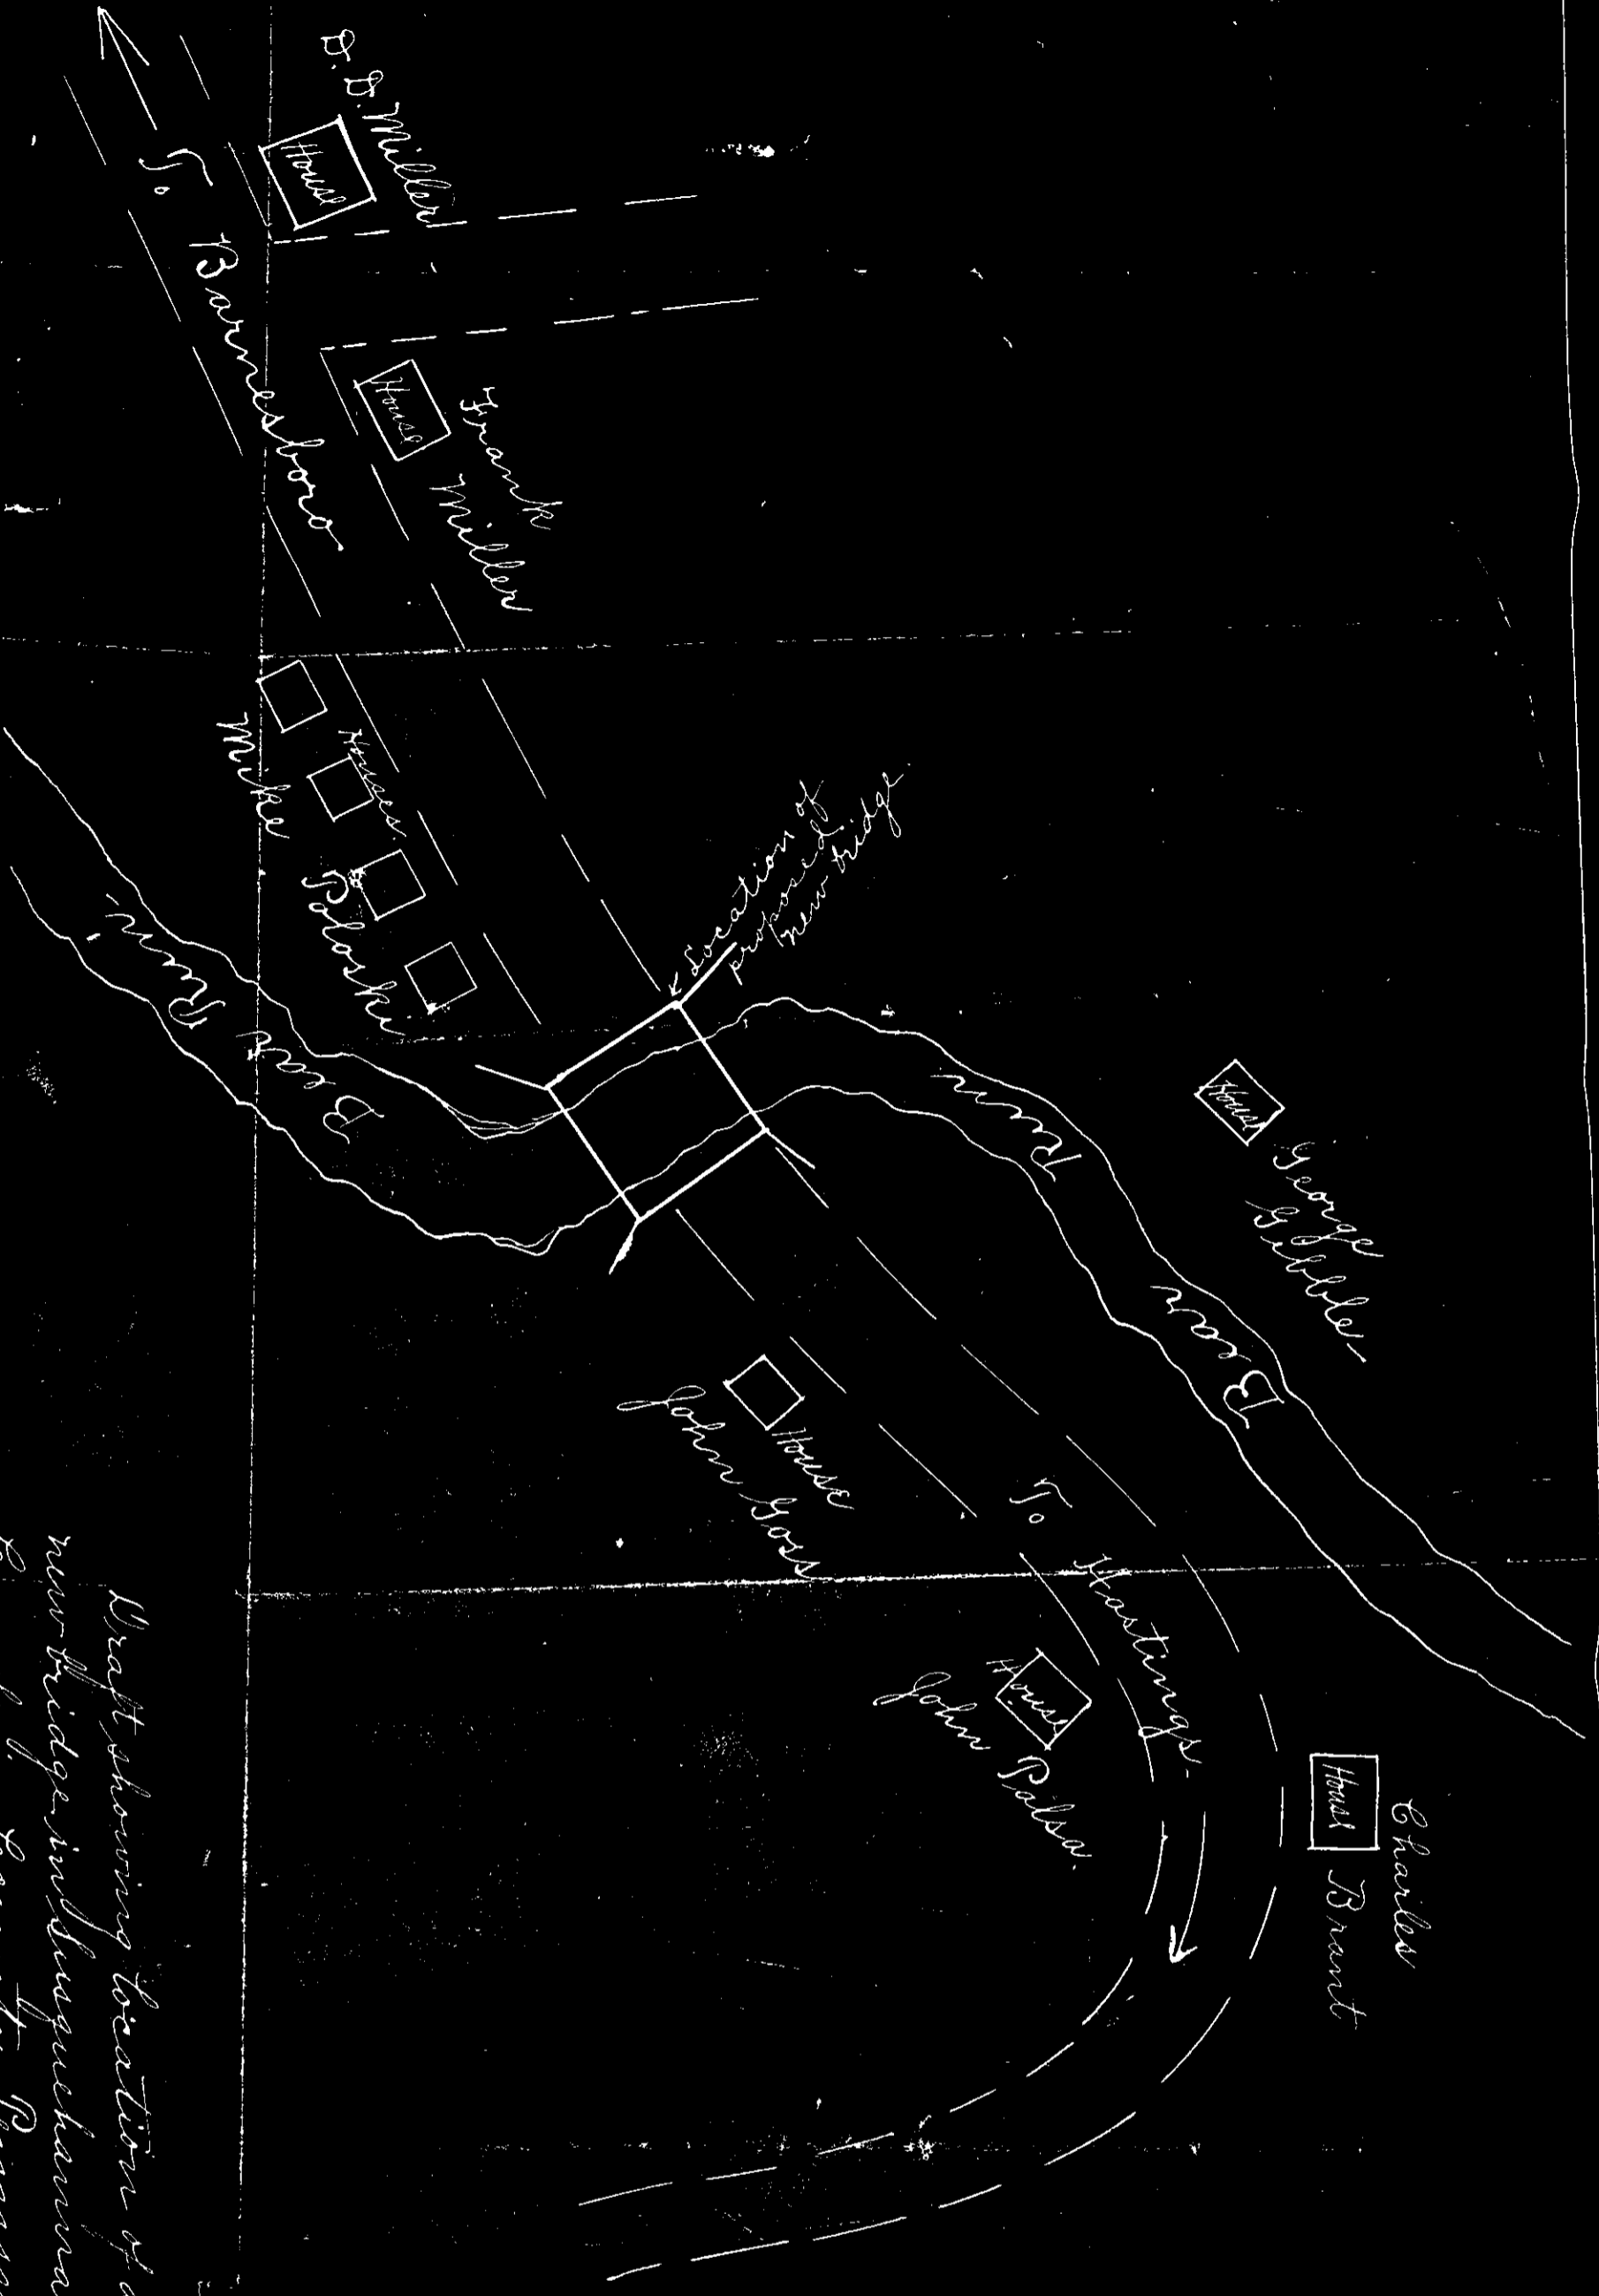 D. D. Miller
House
To Barnesboro
House
Frank
Miller
Houses
Mike Poloski
Location of
proposed
new bridge
Bear Run
Bear Run
House
George
Gibble
House
John Goss
To Hastings
House
John Palsa.
House
Charles
Brant
Draft showing location of
new bridge in Susquehanna